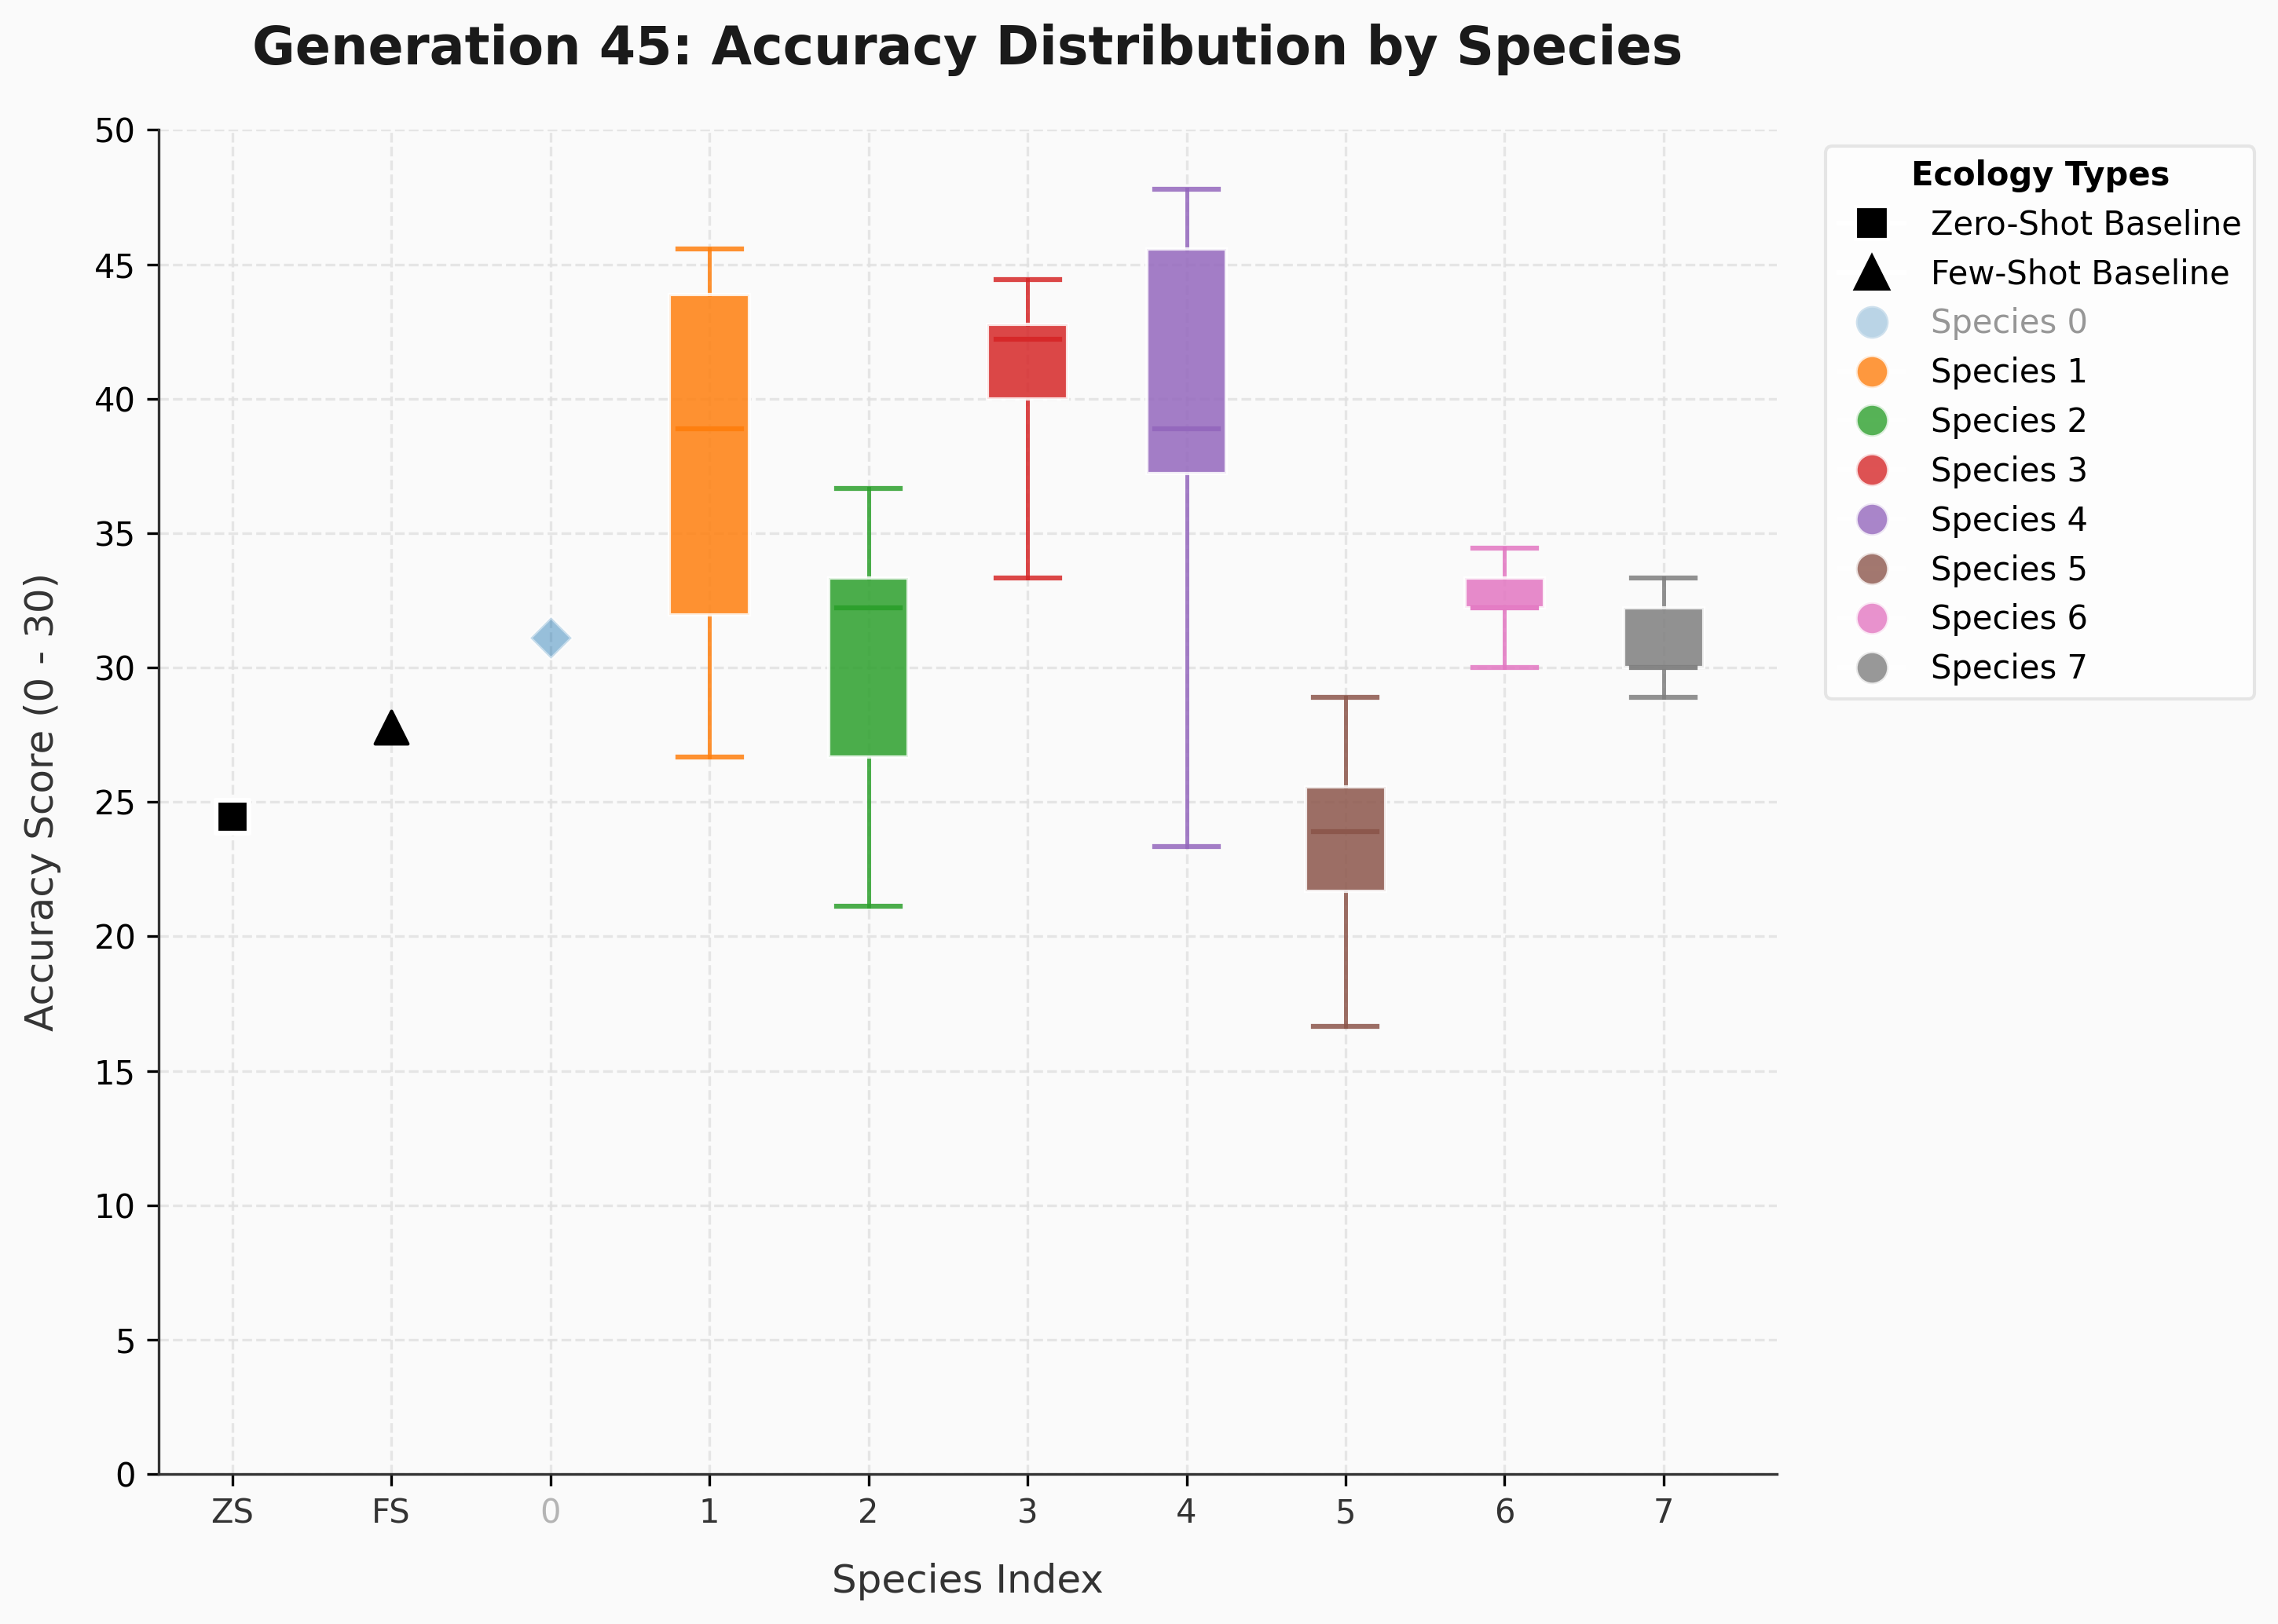 Generation 45: Accuracy Distribution by Species
50
45
40
35
30
25
20
15
10
5
0
Accuracy Score (0 - 30)
ZS FS 0 1 2 3 4 5 6 7
Species Index
Ecology Types
Zero-Shot Baseline
Few-Shot Baseline
Species 0
Species 1
Species 2
Species 3
Species 4
Species 5
Species 6
Species 7